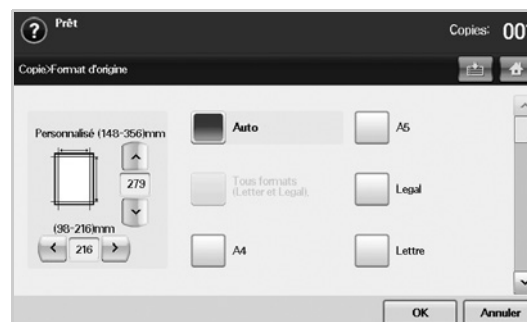 Prêt
Copies: 001
Copie>Format d'origine
Personnalisé (148-356)mm
279
(98-216)mm
216
Auto
A5
Tous formats
(Letter et Legal),
Legal
A4
Lettre
OK
Annuler